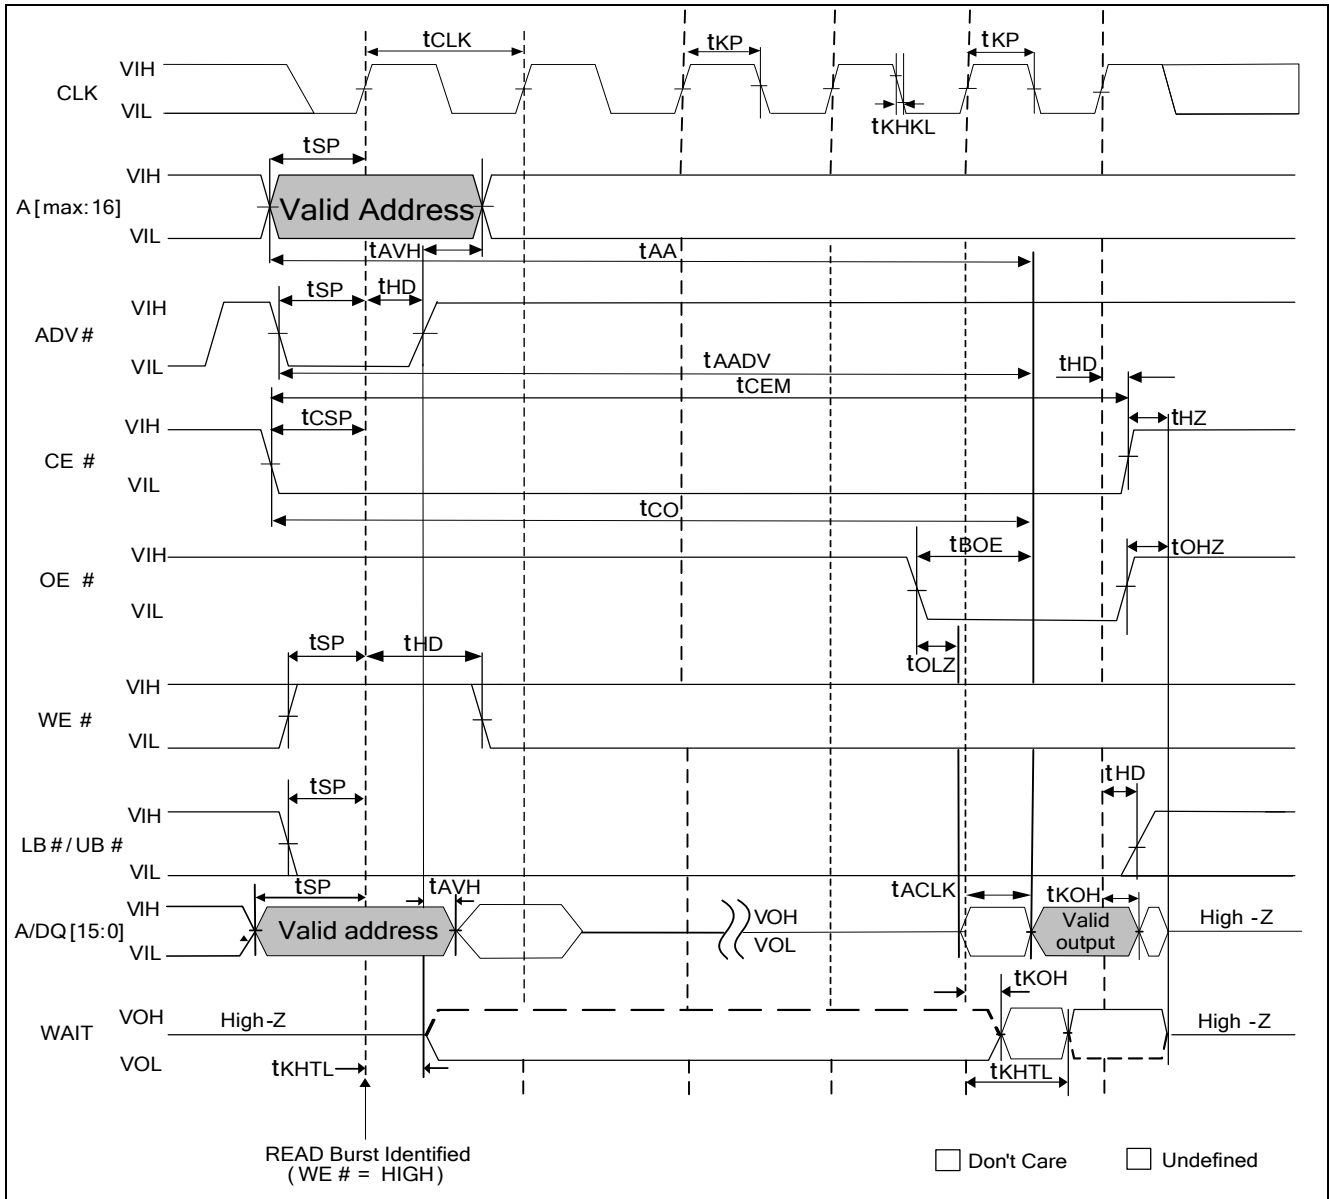 tCLK
tKP
tKP
VIH
CLK
VIL
tKHKL
tSP
VIH
A[max:16]
Valid Address
VIL
tAVH
tAA
tSP
tHD
VIH
ADV#
VIL
tAADV
tHD
tCEM
tCSP
tHZ
VIH
CE #
VIL
tCO
VIH
tBOE
tOHZ
OE #
VIL
tSP
tHD
tOLZ
VIH
WE #
VIL
tSP
tHD
VIH
LB#/UB #
VIL
tSP
tAVH
tACLK
tKOH
VIH
A/DQ[15:0]
Valid address
VOH
VOL
Valid
output
High -Z
VIL
tKOH
VOH
High-Z
High -Z
WAIT
VOL
tKHTL
tKHTL
READ Burst Identified
(WE # = HIGH)
Don't Care
Undefined